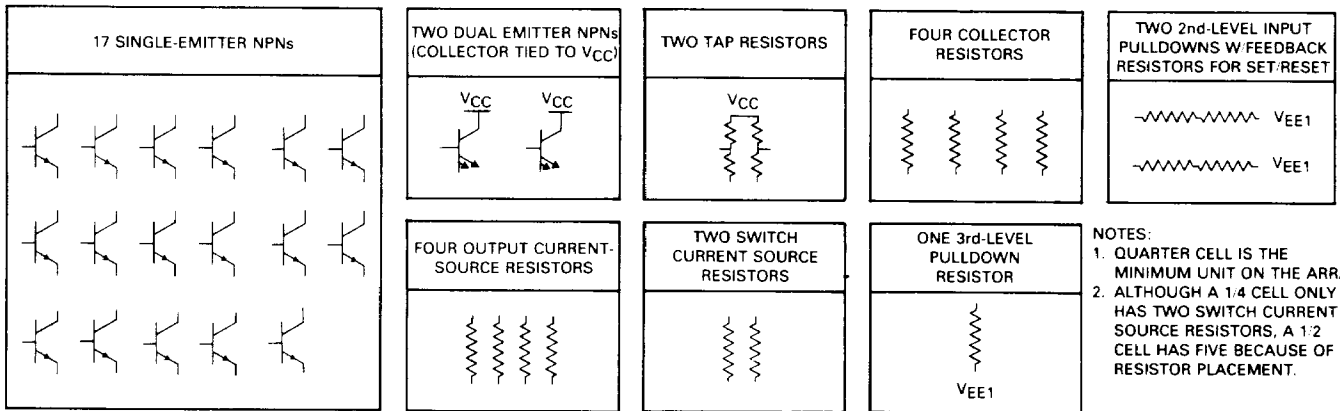 17 SINGLE-EMITTER NPNs
TWO DUAL EMITTER NPNs
(COLLECTOR TIED TO VCC)
VCC VCC
TWO TAP RESISTORS
VCC
FOUR COLLECTOR
RESISTORS
TWO 2nd-LEVEL INPUT
PULLDOWNS W/FEEDBACK
RESISTORS FOR SET/RESET
VEE1
VEE1
FOUR OUTPUT CURRENT-
SOURCE RESISTORS
TWO SWITCH
CURRENT SOURCE
RESISTORS
ONE 3rd-LEVEL
PULLDOWN
RESISTOR
VEE1
NOTES:
1. QUARTER CELL IS THE
MINIMUM UNIT ON THE ARR
2. ALTHOUGH A 1/4 CELL ONLY
HAS TWO SWITCH CURRENT
SOURCE RESISTORS, A 1/2
CELL HAS FIVE BECAUSE OF
RESISTOR PLACEMENT.